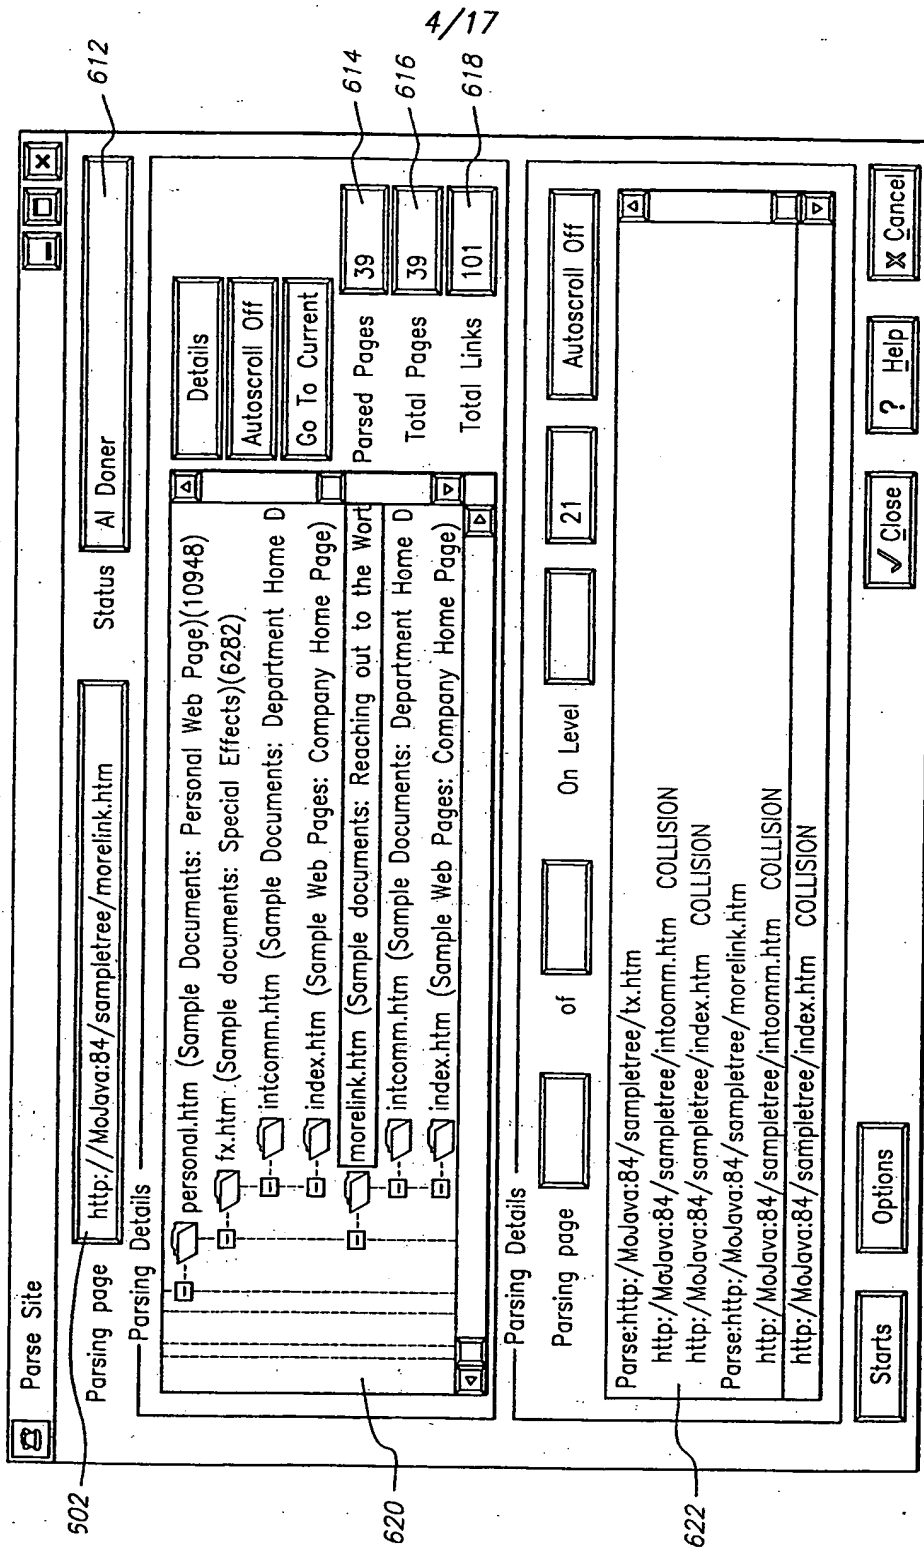 4/17
Parse Site
602
Parsing page
http://MoJava:84/sampletree/morelink.htm
Status
Al Doner
612
Parsing Details
personal.htm (Sample Documents: Personal Web Page)(10948)
fx.htm (Sample documents: Special Effects)(6282)
intcomm.htm (Sample Documents: Department Home D
index.htm (Sample Web Pages: Company Home Page)
morelink.htm (Sample documents: Reaching out to the Wort
intcomm.htm (Sample Documents: Department Home D
index.htm (Sample Web Pages: Company Home Page)
Details
Autoscroll Off
Go To Current
Parsed Pages 39
614
Total Pages 39
616
Total Links 101
618
620
Parsing Details
Parsing page
of
On Level
21
Autoscroll Off
Parse:http:/MoJava:84/sampletree/tx.htm
http:/MoJava:84/sampletree/intoomm.htm COLLISION
http:/MoJava:84/sampletree/index.htm COLLISION
Parse:http:/MoJava:84/sampletree/morelink.htm
http:/MoJava:84/sampletree/intoomm.htm COLLISION
http:/MoJava:84/sampletree/index.htm COLLISION
622
Starts
Options
✓ Close
? Help
X Cancel